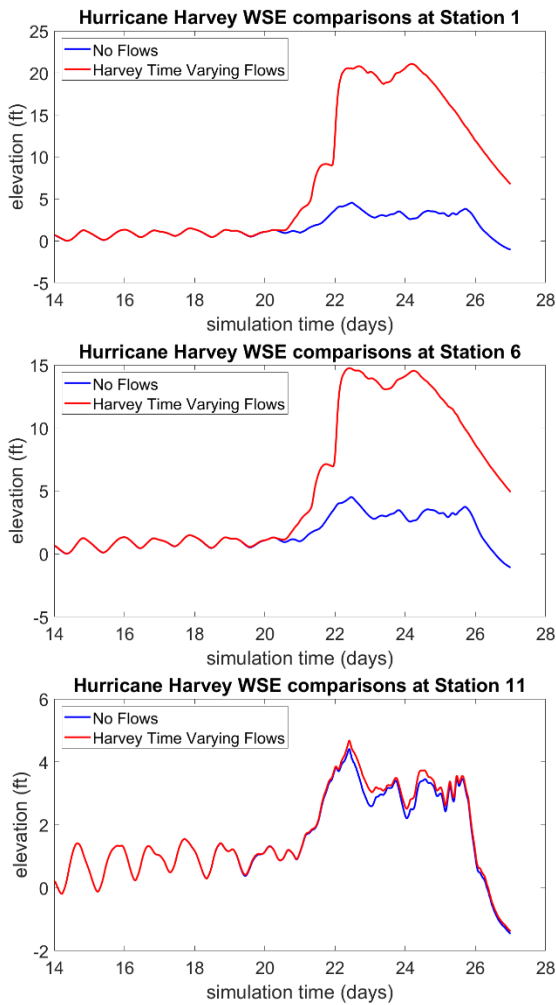 Hurricane Harvey WSE comparisons at Station 1
No Flows
Harvey Time Varying Flows
elevation (ft)
25
20
15
10
5
0
-5
14 16 18 20 22 24 26 28
simulation time (days)
Hurricane Harvey WSE comparisons at Station 6
No Flows
Harvey Time Varying Flows
elevation (ft)
15
10
5
0
-5
14 16 18 20 22 24 26 28
simulation time (days)
Hurricane Harvey WSE comparisons at Station 11
No Flows
Harvey Time Varying Flows
elevation (ft)
6
4
2
0
-2
14 16 18 20 22 24 26 28
simulation time (days)